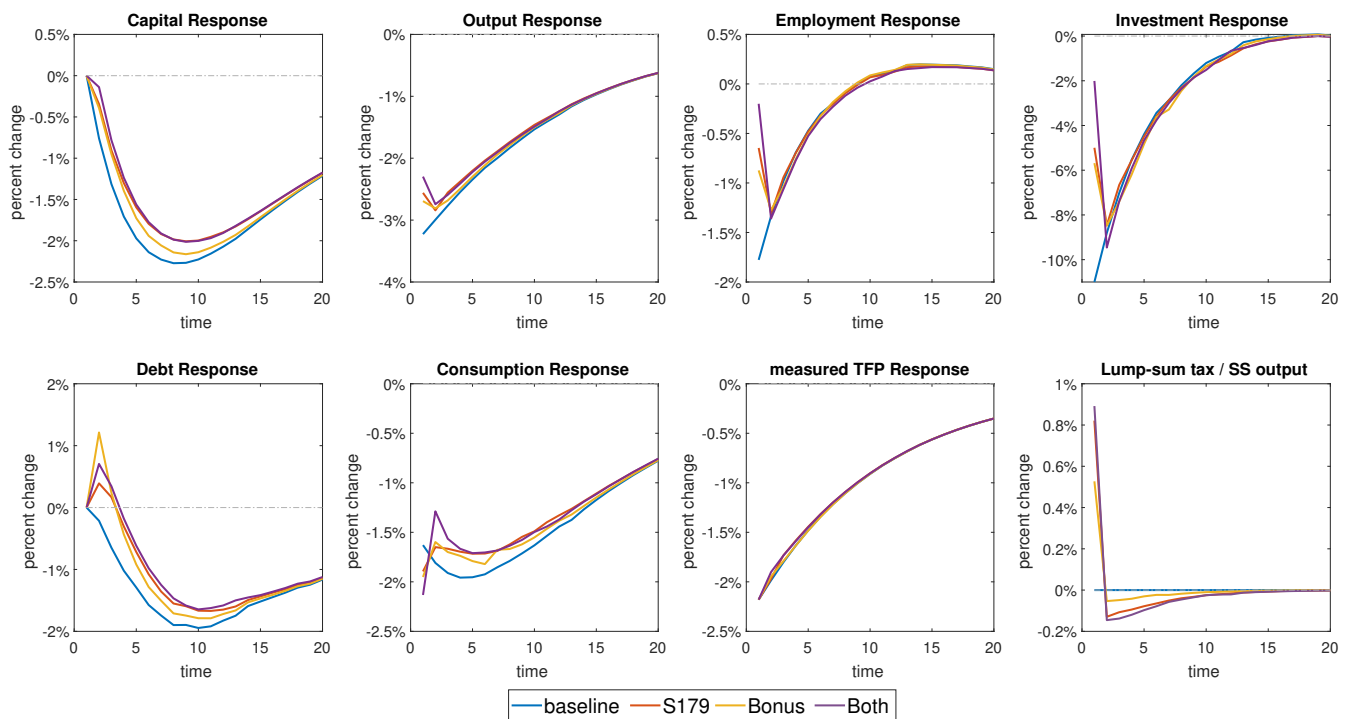 Capital Response
Output Response
Employment Response
Investment Response
0.5%
0%
-0.5%
-1%
-1.5%
-2%
-2.5%
percent change
0 5 10 15 20
time
0%
-1%
-2%
-3%
-4%
percent change
0 5 10 15 20
time
0.5%
0%
-0.5%
-1%
-1.5%
-2%
percent change
0 5 10 15 20
time
0%
-2%
-4%
-6%
-8%
-10%
percent change
0 5 10 15 20
time
Debt Response
Consumption Response
measured TFP Response
Lump-sum tax / SS output
2%
1%
0%
-1%
-2%
percent change
0 5 10 15 20
time
0%
-0.5%
-1%
-1.5%
-2%
-2.5%
percent change
0 5 10 15 20
time
0%
-0.5%
-1%
-1.5%
-2%
-2.5%
percent change
0 5 10 15 20
time
1%
0.8%
0.6%
0.4%
0.2%
0%
-0.2%
percent change
0 5 10 15 20
time
baseline S179 Bonus Both